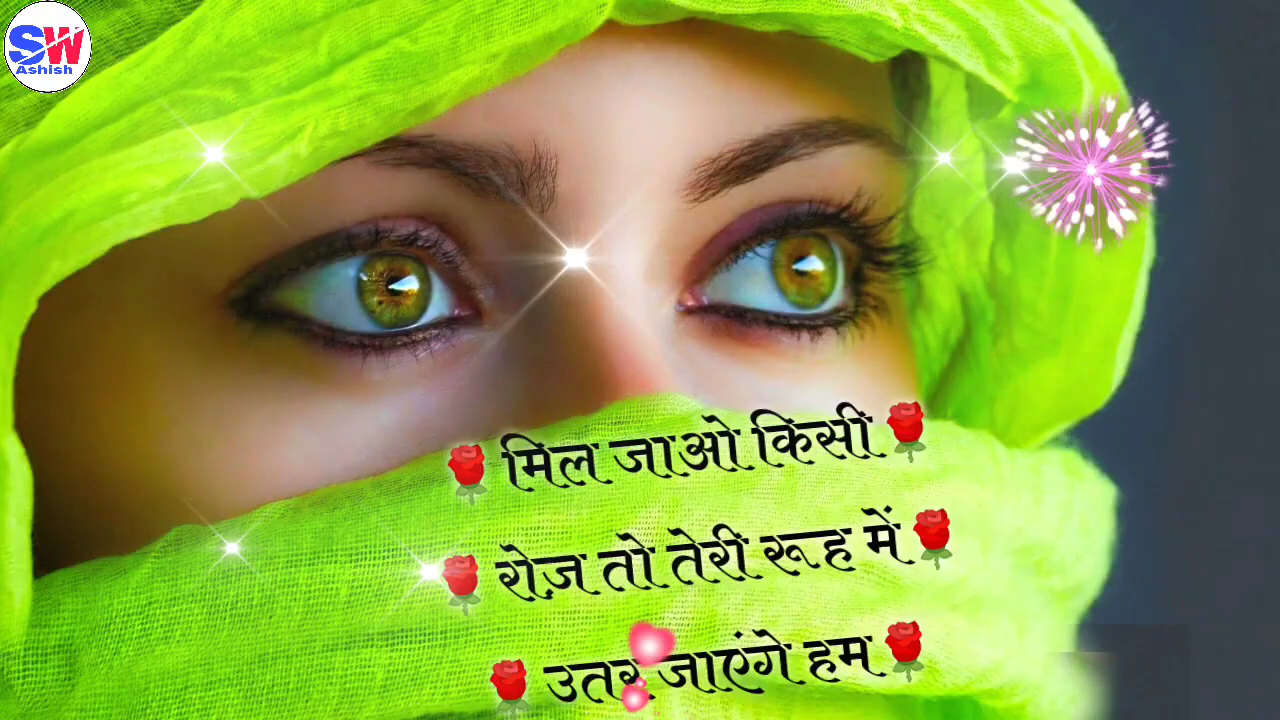 SW
Ashish
🌹मिल जाओ किसी🌹
🌹रोज़ तो तेरी रूह में🌹
🌹उतर जाएंगे हम🌹